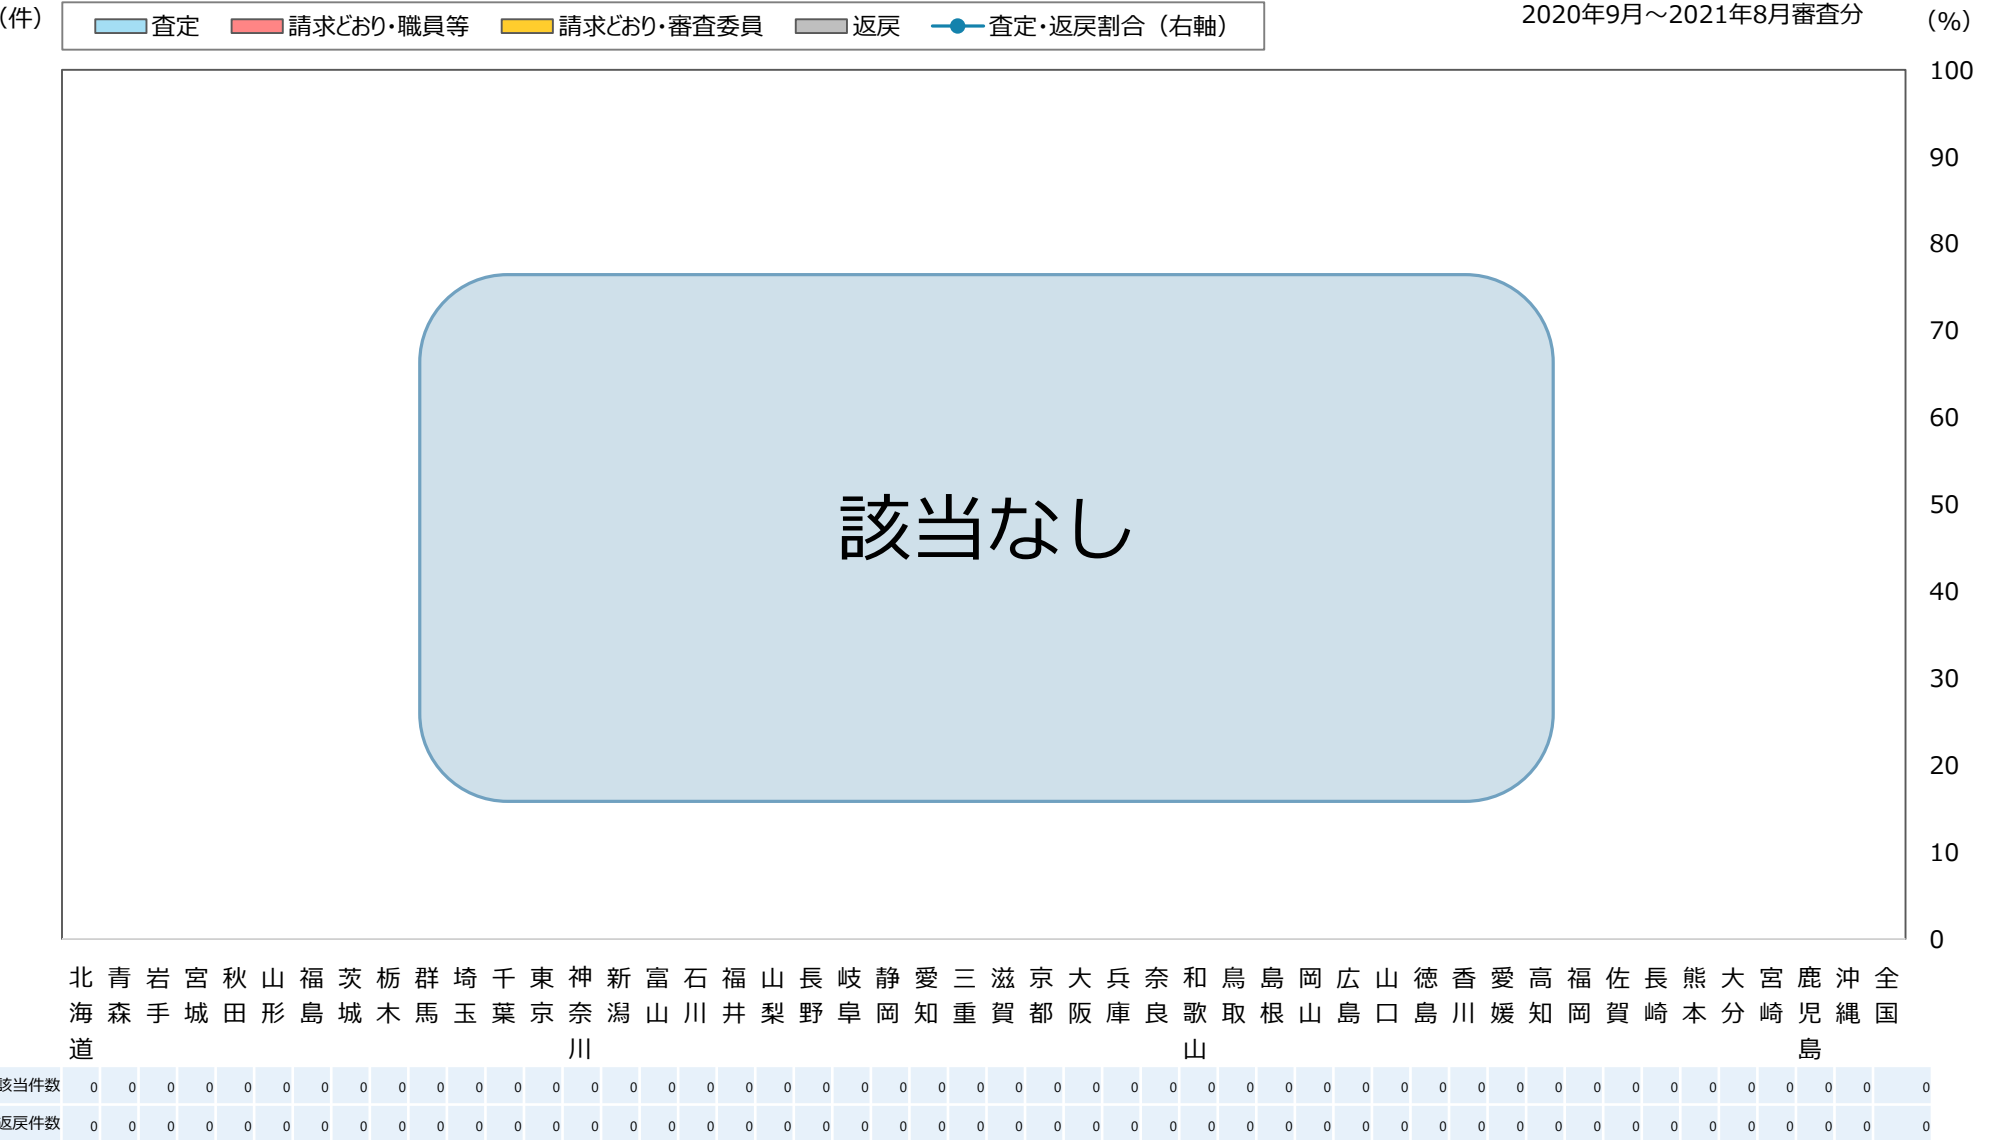 (件)
査定 請求どおり・職員等 請求どおり・審査委員 返戻 査定・返戻割合（右軸）
2020年9月～2021年8月審査分
(%)
100
90
80
70
60
50
40
30
20
10
0
該当なし
北海道 青森 岩手 宮城 秋田 山形 福島 茨城 栃木 群馬 埼玉 千葉 東京 神奈川 新潟 富山 石川 福井 山梨 長野 岐阜 静岡 愛知 三重 滋賀 京都 大阪 兵庫 奈良 和歌山 鳥取 島根 岡山 広島 山口 徳島 香川 愛媛 高知 福岡 佐賀 長崎 熊本 大分 宮崎 鹿児島 沖縄 全国
該当件数 0 0 0 0 0 0 0 0 0 0 0 0 0 0 0 0 0 0 0 0 0 0 0 0 0 0 0 0 0 0 0 0 0 0 0 0 0 0 0 0 0 0 0 0 0 0 0 0
返戻件数 0 0 0 0 0 0 0 0 0 0 0 0 0 0 0 0 0 0 0 0 0 0 0 0 0 0 0 0 0 0 0 0 0 0 0 0 0 0 0 0 0 0 0 0 0 0 0 0